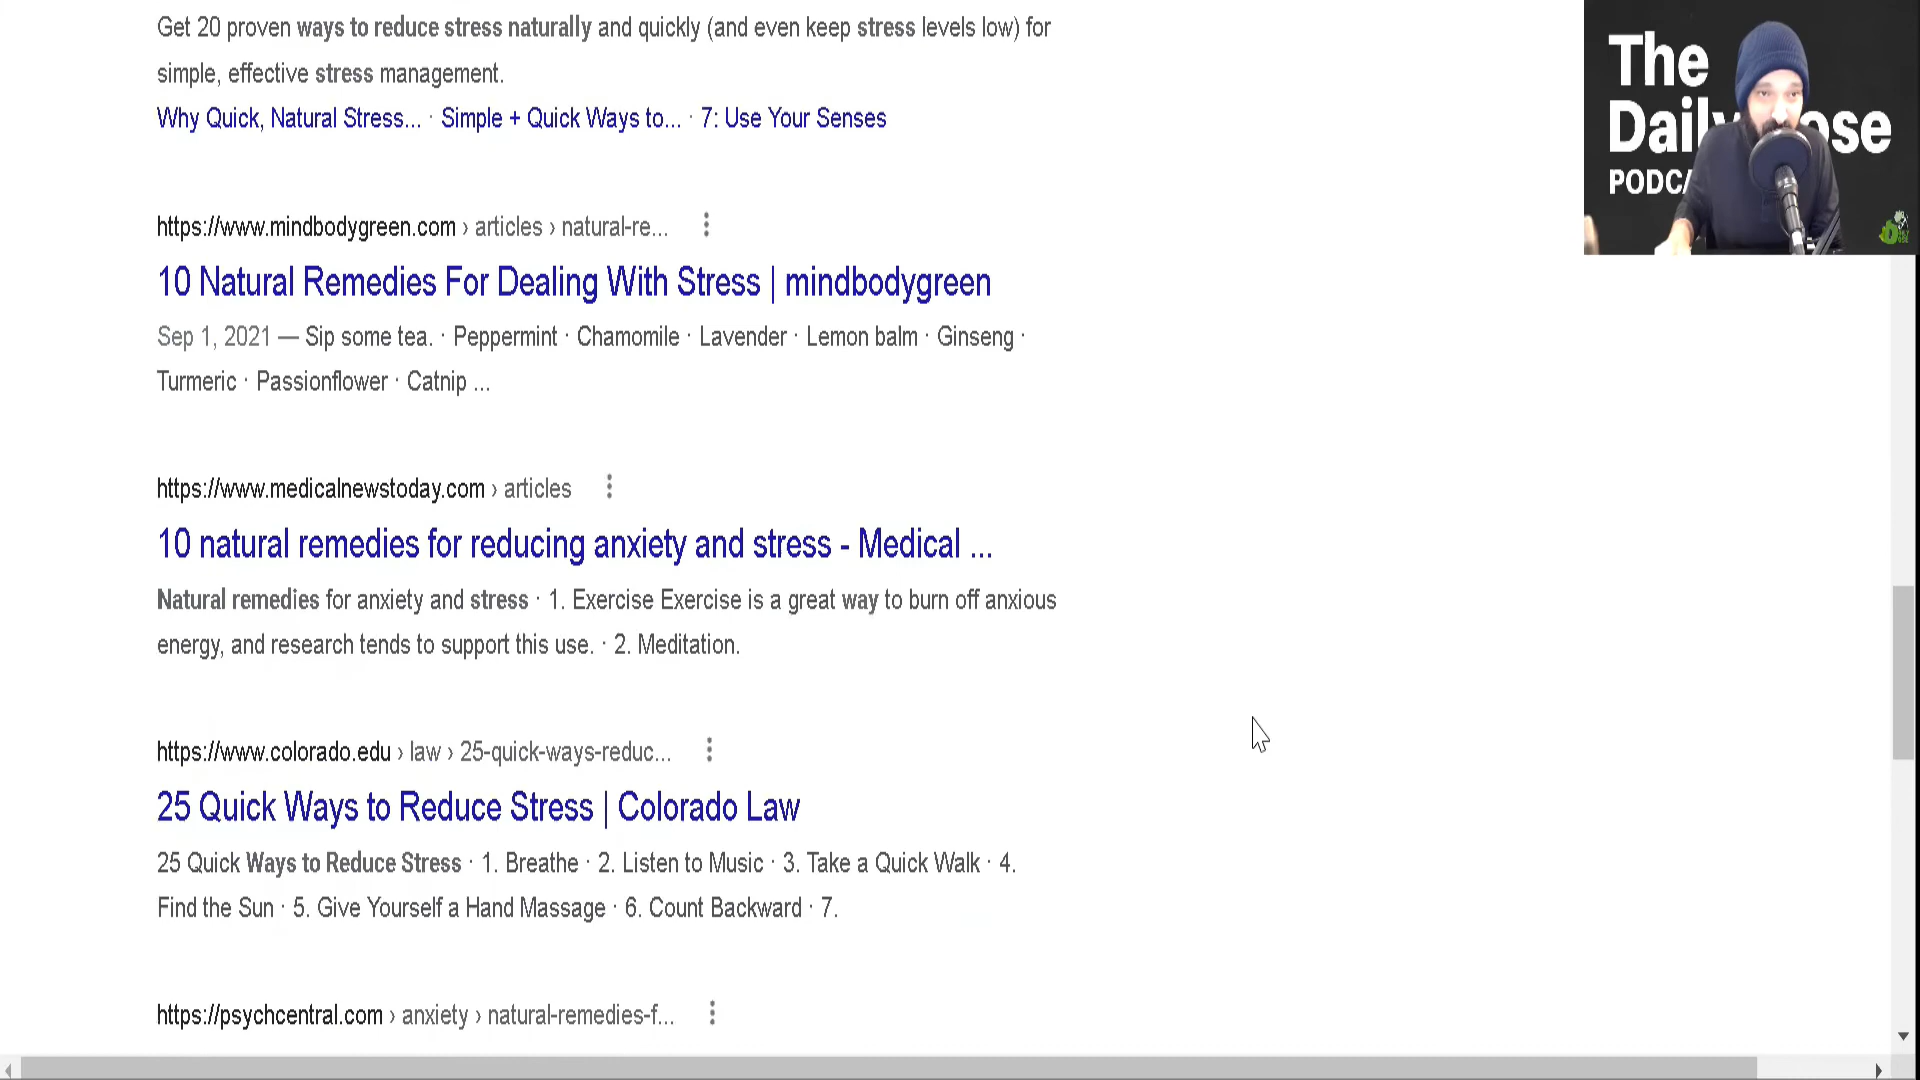 Get 20 proven ways to reduce stress naturally and quickly (and even keep stress levels low) for
simple, effective stress management.
Why Quick, Natural Stress... · Simple + Quick Ways to... · 7: Use Your Senses
The
Daily ose
PODCA
https://www.mindbodygreen.com › articles › natural-re...
10 Natural Remedies For Dealing With Stress | mindbodygreen
Sep 1, 2021 — Sip some tea. · Peppermint · Chamomile · Lavender · Lemon balm · Ginseng ·
Turmeric · Passionflower · Catnip ...
https://www.medicalnewstoday.com › articles
10 natural remedies for reducing anxiety and stress - Medical ...
Natural remedies for anxiety and stress · 1. Exercise Exercise is a great way to burn off anxious
energy, and research tends to support this use. · 2. Meditation.
https://www.colorado.edu › law › 25-quick-ways-reduc...
25 Quick Ways to Reduce Stress | Colorado Law
25 Quick Ways to Reduce Stress · 1. Breathe · 2. Listen to Music · 3. Take a Quick Walk · 4.
Find the Sun · 5. Give Yourself a Hand Massage · 6. Count Backward · 7.
https://psychcentral.com › anxiety › natural-remedies-f...